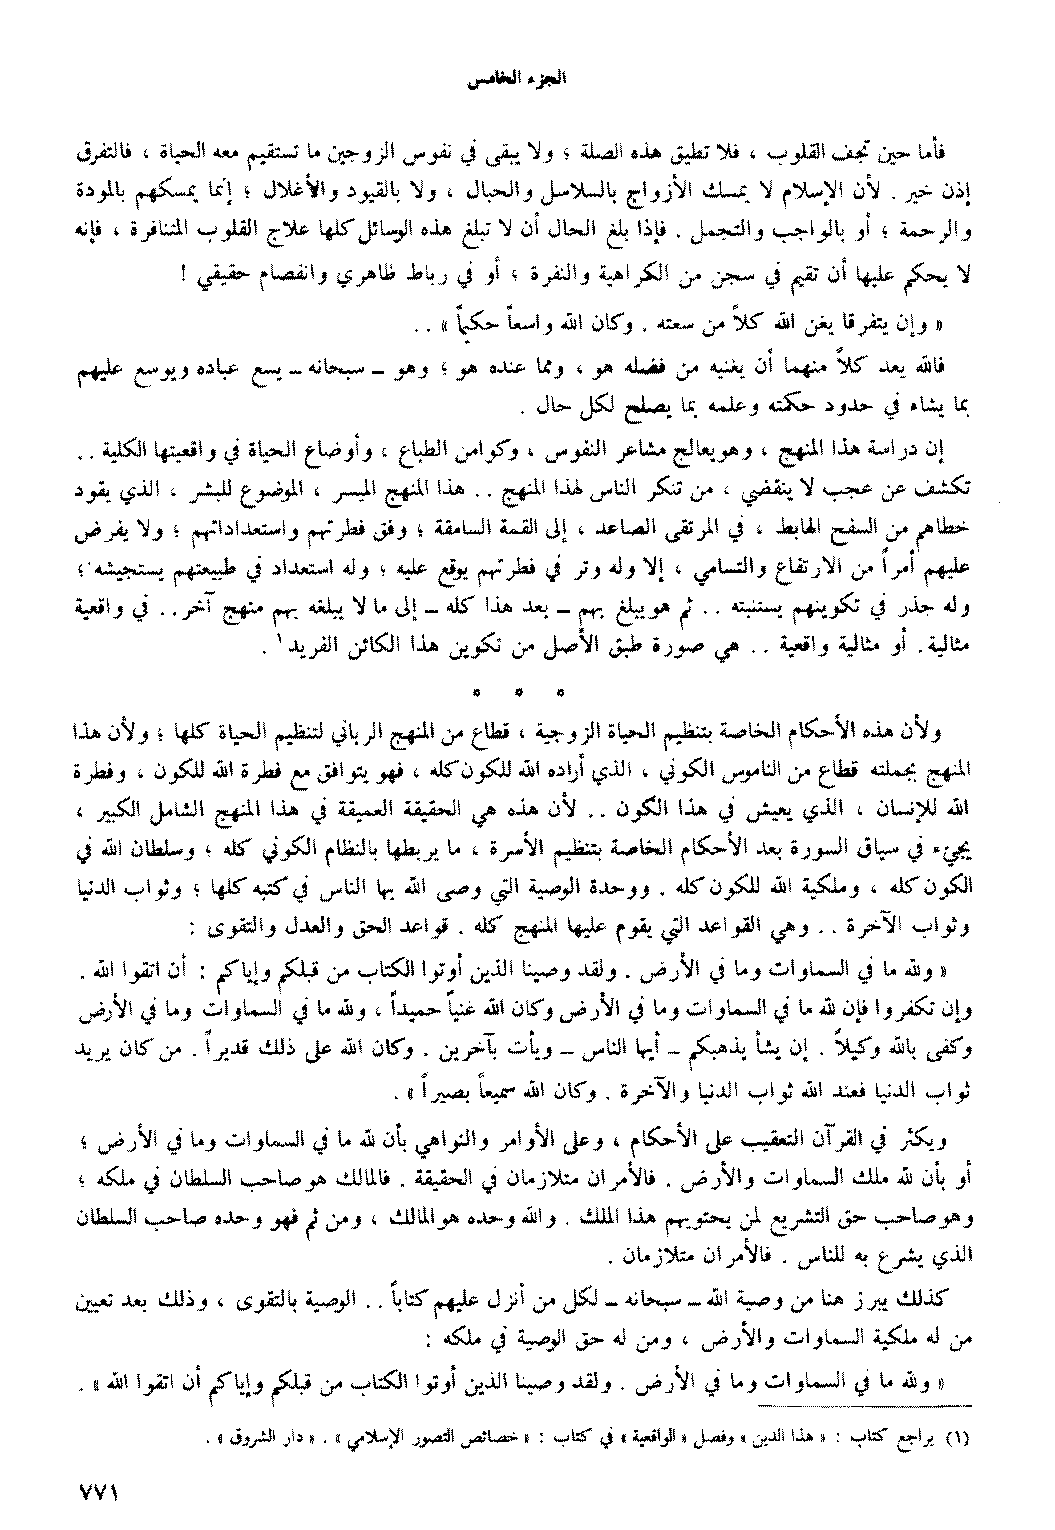 الجزء الخامس
فأما حين تجف القلوب ، فلا تطيق هذه الصلة ؛ ولا يبقى في نفوس الزوجين ما تستقيم معه الحياة ، فالتفرق
إذن خير . لأن الإسلام لا يمسك الأزواج بالسلاسل والحبال ، ولا بالقيود والأغلال ؛ إنما يمسكهم بالمودة
والرحمة ؛ أو بالواجب والتجمل . فإذا بلغ الحال أن لا تبلغ هذه الوسائل كلها علاج القلوب المتنافرة ، فإنه
لا يحكم عليها أن تقيم في سجن من الكراهية والنفرة ؛ أو في رباط ظاهري وانفصام حقيقي !
« وإن يتفرقا يغن الله كلاً من سعته . وكان الله واسعاً حكيماً » . .
فالله يعد كلاً منهما أن يغنيه من فضله هو ، ومما عنده هو ؛ وهو ــ سبحانه ــ يسع عباده ويوسع عليهم
بما يشاء في حدود حكمته وعلمه بما يصلح لكل حال .
إن دراسة هذا المنهج ، وهو يعالج مشاعر النفوس ، وكوامن الطباع ، وأوضاع الحياة في واقعيتها الكلية . .
تكشف عن عجب لا ينقضي ، من تنكر الناس لهذا المنهج . . هذا المنهج الميسر ، الموضوع للبشر ، الذي يقود
خطاهم من السفح الهابط ، في المرتقى الصاعد ، إلى القمة السامقة ؛ وفق فطرتهم واستعداداتهم ؛ ولا يفرض
عليهم أمراً من الارتفاع والتسامي ، إلا وله وتر في فطرتهم يوقع عليه ؛ وله استعداد في طبيعتهم يستجيشه ؛
وله جذر في تكوينهم يستنبته . . ثم هو يبلغ بهم ــ بعد هذا كله ــ إلى ما لا يبلغه بهم منهج آخر . . في واقعية
مثالية . أو مثالية واقعية . . هي صورة طبق الأصل من تكوين هذا الكائن الفريد١ .
* * *
ولأن هذه الأحكام الخاصة بتنظيم الحياة الزوجية ، قطاع من المنهج الرباني لتنظيم الحياة كلها ؛ ولأن هذا
المنهج بجملته قطاع من الناموس الكوني ، الذي أراده الله للكون كله ، فهو يتوافق مع فطرة الله للكون ، وفطرة
الله للإنسان ، الذي يعيش في هذا الكون . . لأن هذه هي الحقيقة العميقة في هذا المنهج الشامل الكبير ،
يجيء في سياق السورة بعد الأحكام الخاصة بتنظيم الأسرة ، ما يربطها بالنظام الكوني كله ؛ وسلطان الله في
الكون كله ، وملكية الله للكون كله . ووحدة الوصية التي وصى الله بها الناس في كتبه كلها ؛ وثواب الدنيا
وثواب الآخرة . . وهي القواعد التي يقوم عليها المنهج كله . قواعد الحق والعدل والتقوى :
« ولله ما في السماوات وما في الأرض . ولقد وصينا الذين أوتوا الكتاب من قبلكم وإياكم : أن اتقوا الله .
وإن تكفروا فإن لله ما في السماوات وما في الأرض وكان الله غنياً حميداً ، ولله ما في السماوات وما في الأرض
وكفى بالله وكيلاً . إن يشأ يذهبكم ــ أيها الناس ــ ويأت بآخرين . وكان الله على ذلك قديراً . من كان يريد
ثواب الدنيا فعند الله ثواب الدنيا والآخرة . وكان الله سميعاً بصيراً » .
ويكثر في القرآن التعقيب على الأحكام ، وعلى الأوامر والنواهي بأن لله ما في السماوات وما في الأرض ؛
أو بأن لله ملك السماوات والأرض . فالأمران متلازمان في الحقيقة . فالمالك هو صاحب السلطان في ملكه ؛
وهو صاحب حق التشريع لمن يحتويهم هذا الملك . والله وحده هو المالك ، ومن ثم فهو وحده صاحب السلطان
الذي يشرع به للناس . فالأمران متلازمان .
كذلك يبرز هنا من وصية الله ــ سبحانه ــ لكل من أنزل عليهم كتاباً . . الوصية بالتقوى ، وذلك بعد تعيين
من له ملكية السماوات والأرض ، ومن له حق الوصية في ملكه :
« ولله ما في السماوات وما في الأرض . ولقد وصينا الذين أوتوا الكتاب من قبلكم وإياكم أن اتقوا الله » .
(١) يراجع كتاب : « هذا الدين » وفصل « الواقعية » في كتاب : « خصائص التصور الإسلامي » . « دار الشروق » .
٧٧١